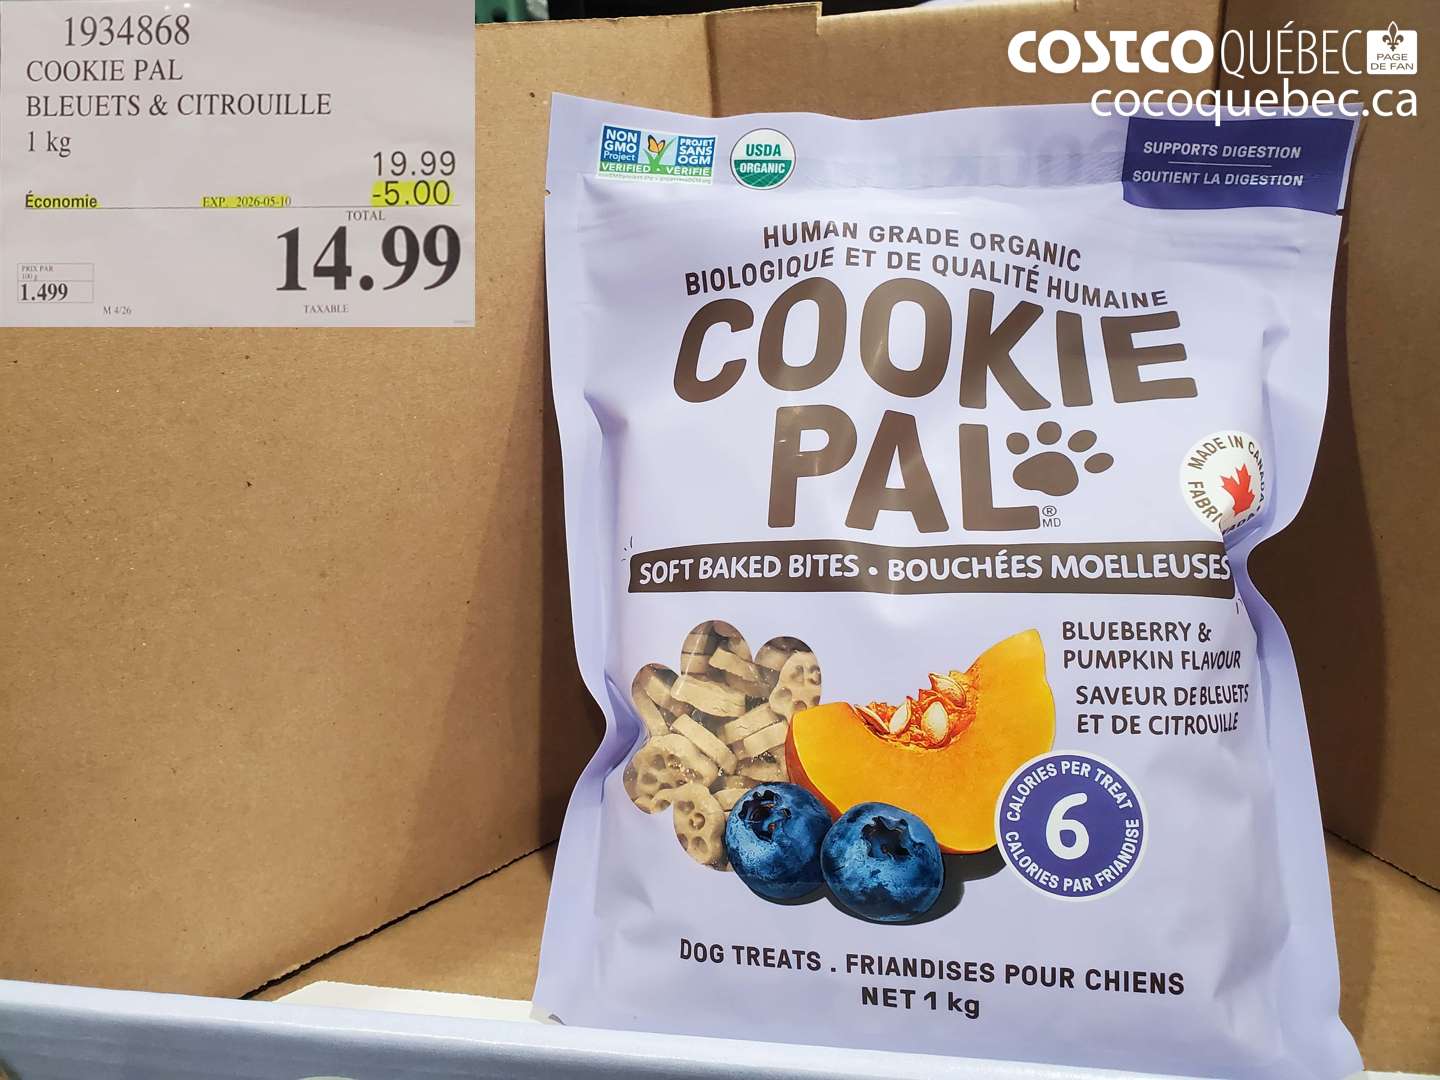 1934868
COOKIE PAL
BLEUETS & CITROUILLE
1 kg
19.99
Économie EXP. 2026-05-10 -5.00
TOTAL
14.99
PRIX PAR
100 g
1.499
M 4/26
TAXABLE
COSTCO QUÉBEC PAGE
DE FAN
cocoquebec.ca
NON
GMO
Project
PROJET
SANS
OGM
VERIFIED • VÉRIFIÉ
USDA
ORGANIC
SUPPORTS DIGESTION
SOUTIENT LA DIGESTION
HUMAN GRADE ORGANIC
BIOLOGIQUE ET DE QUALITÉ HUMAINE
COOKIE
PAL
®
MD
MADE IN CANADA
SOFT BAKED BITES • BOUCHÉES MOELLEUSES
BLUEBERRY &
PUMPKIN FLAVOUR
SAVEUR DE BLEUETS
ET DE CITROUILLE
CALORIES PER TREAT
6
CALORIES PAR FRIANDISE
DOG TREATS . FRIANDISES POUR CHIENS
NET 1 kg